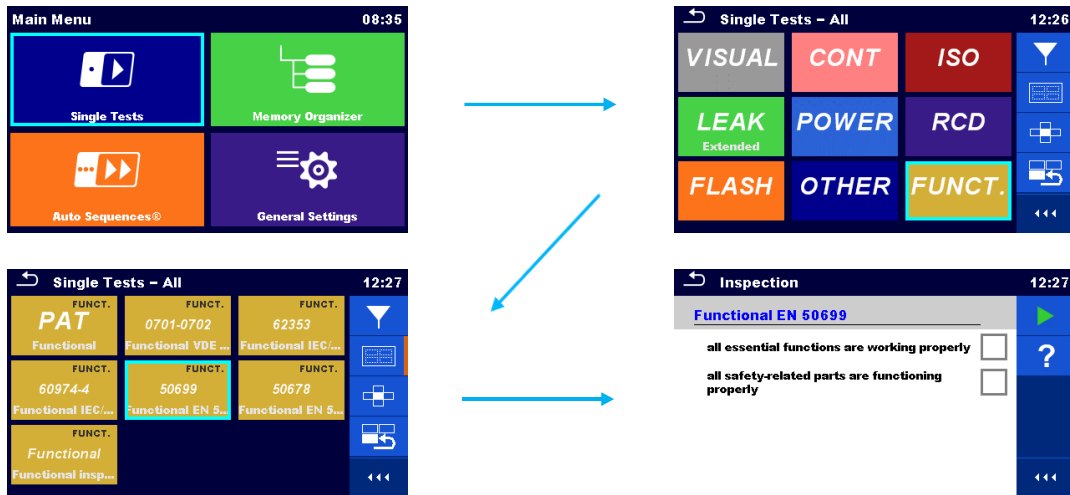 Main Menu 08:35
Single Tests
Memory Organizer
Auto Sequences®
General Settings
Single Tests – All 12:26
VISUAL CONT ISO
LEAK POWER RCD
Extended
FLASH OTHER FUNCT.
Single Tests – All 12:27
FUNCT. FUNCT. FUNCT.
PAT 0701-0702 62353
Functional Functional VDE ... Functional IEC/...
FUNCT. FUNCT. FUNCT.
60974-4 50699 50678
Functional IEC/... Functional EN 5... Functional EN 5...
FUNCT.
Functional
Functional insp...
Inspection 12:27
Functional EN 50699
all essential functions are working properly
?
all safety-related parts are functioning
properly